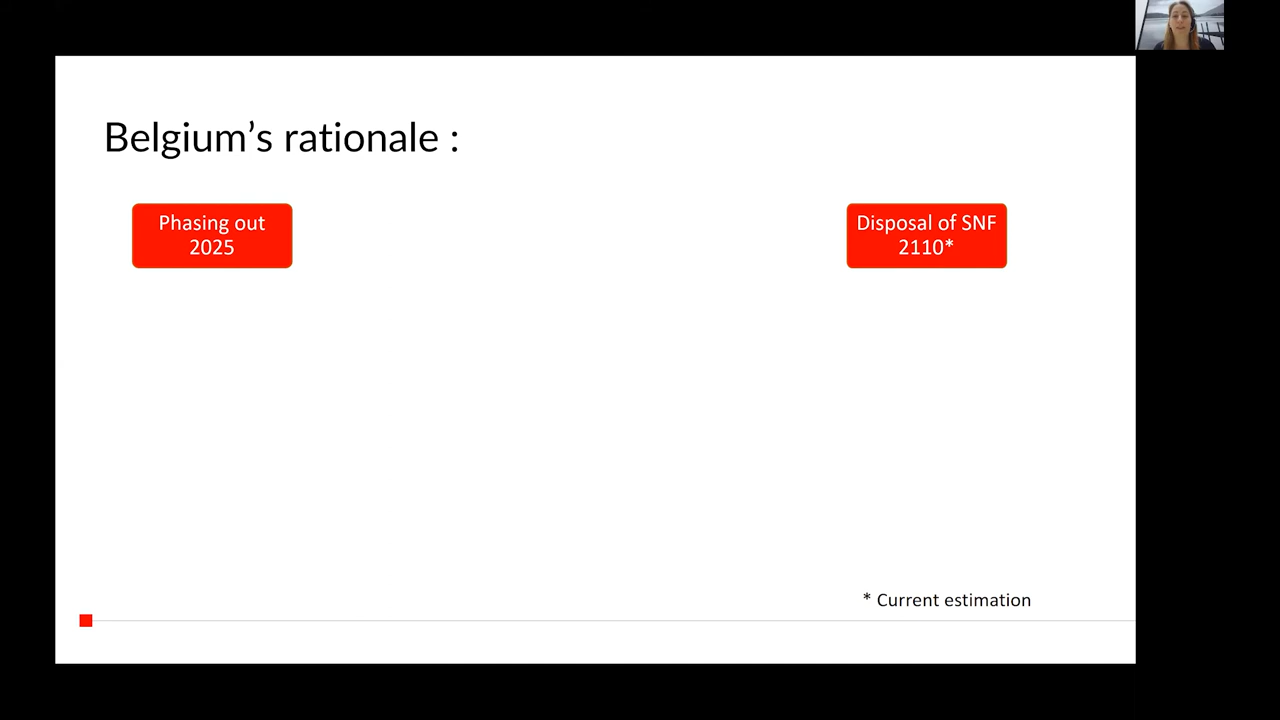 Belgium’s rationale :
Phasing out
2025
Disposal of SNF
2110*
* Current estimation